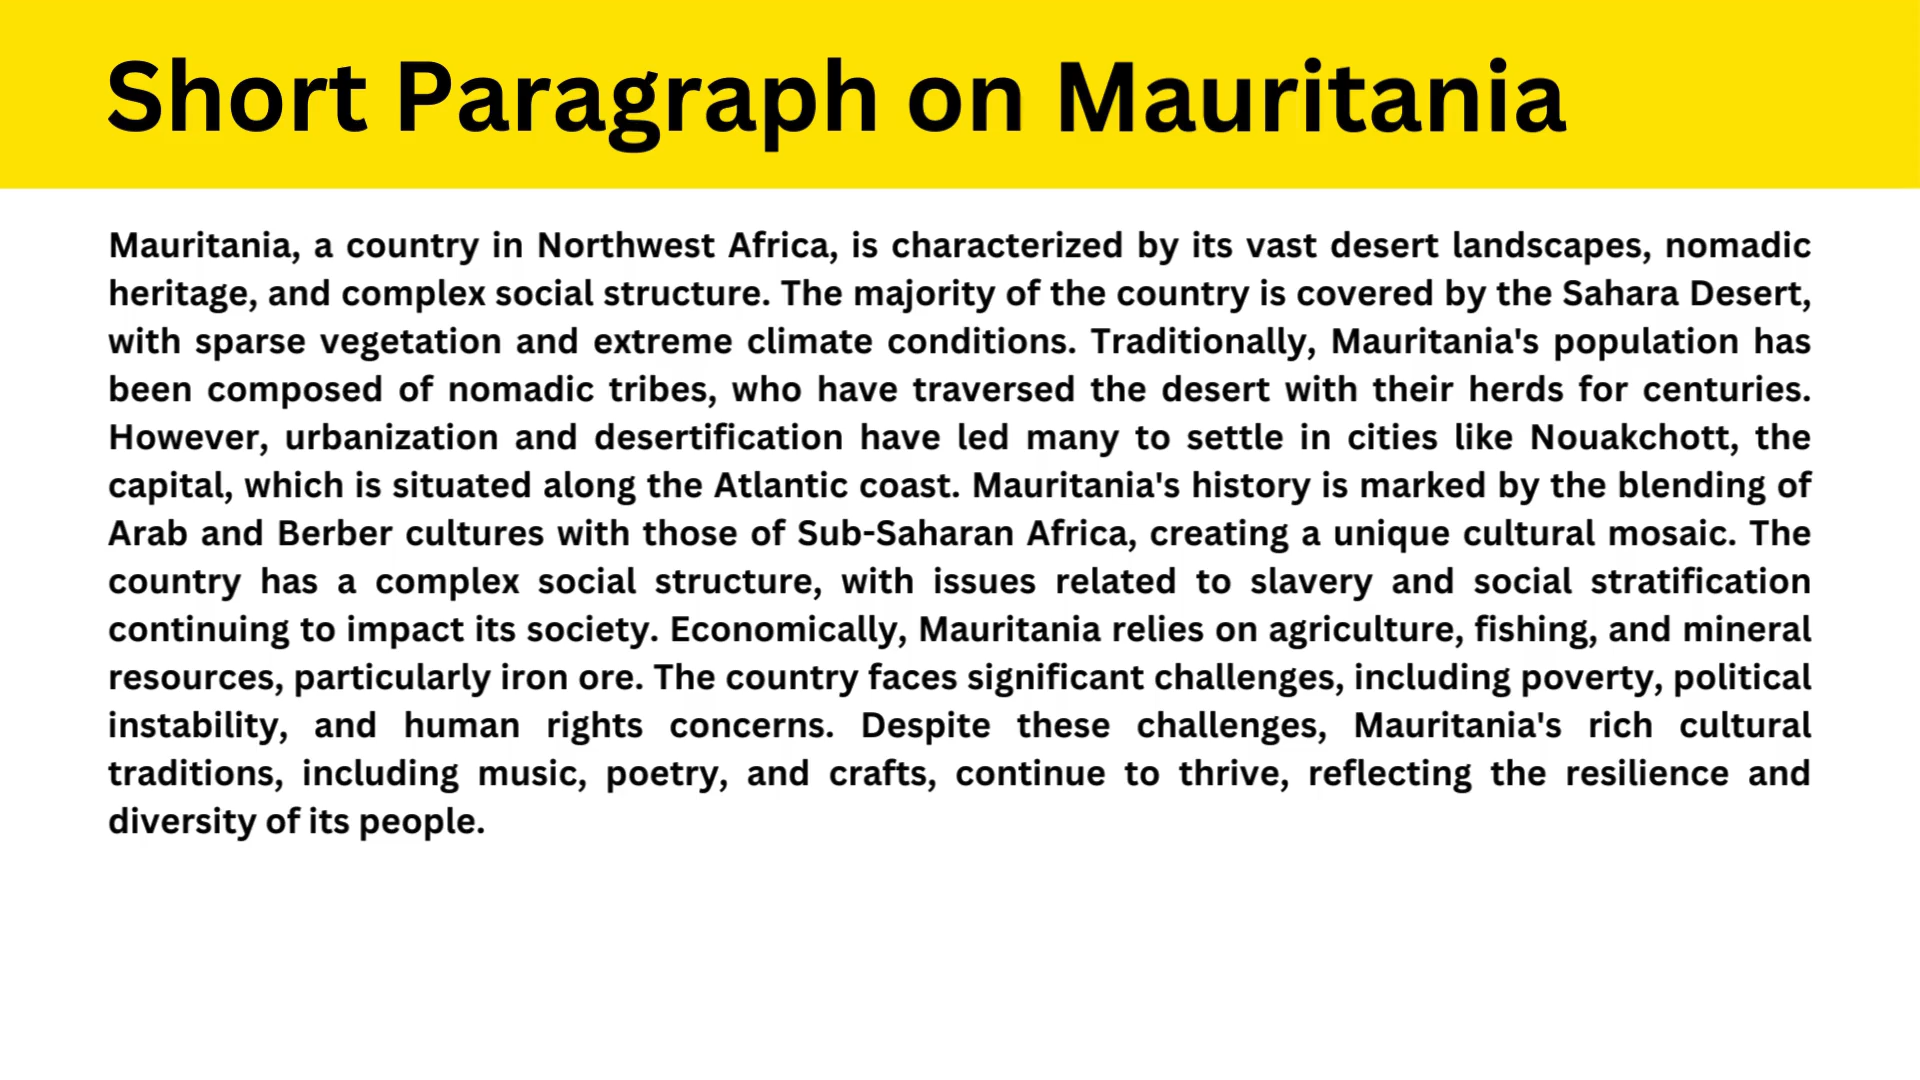 Short Paragraph on Mauritania
Mauritania, a country in Northwest Africa, is characterized by its vast desert landscapes, nomadic
heritage, and complex social structure. The majority of the country is covered by the Sahara Desert,
with sparse vegetation and extreme climate conditions. Traditionally, Mauritania's population has
been composed of nomadic tribes, who have traversed the desert with their herds for centuries.
However, urbanization and desertification have led many to settle in cities like Nouakchott, the
capital, which is situated along the Atlantic coast. Mauritania's history is marked by the blending of
Arab and Berber cultures with those of Sub-Saharan Africa, creating a unique cultural mosaic. The
country has a complex social structure, with issues related to slavery and social stratification
continuing to impact its society. Economically, Mauritania relies on agriculture, fishing, and mineral
resources, particularly iron ore. The country faces significant challenges, including poverty, political
instability, and human rights concerns. Despite these challenges, Mauritania's rich cultural
traditions, including music, poetry, and crafts, continue to thrive, reflecting the resilience and
diversity of its people.